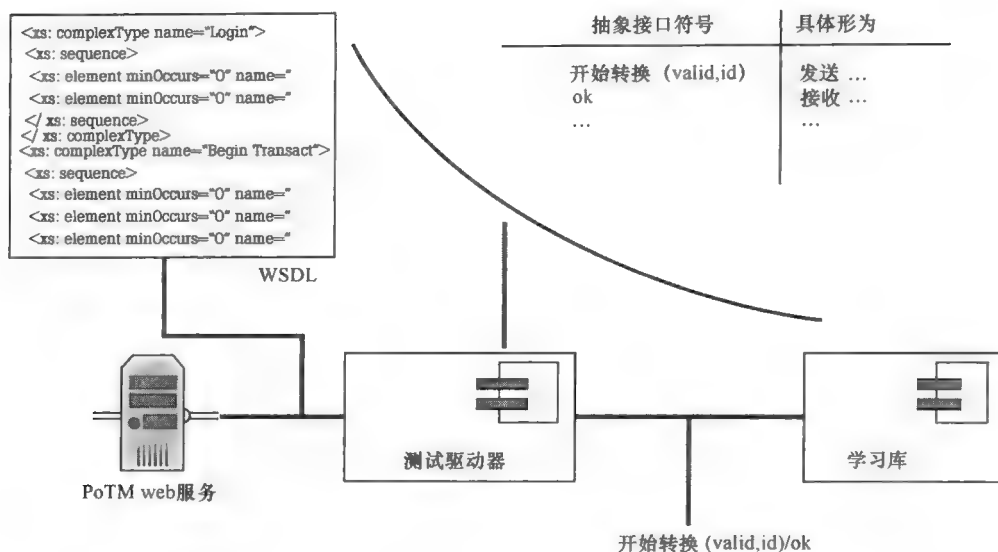 <xs: complexType name="Login">
<xs: sequence>
<xs: element minOccurs="0" name="
<xs: element minOccurs="0" name="
</ xs: sequence>
</ xs: complexType>
<xs: complexType name="Begin Transact">
<xs: sequence>
<xs: element minOccurs="0" name="
<xs: element minOccurs="0" name="
<xs: element minOccurs="0" name="
WSDL
抽象接口符号 具体形为
开始转换 (valid,id) 发送 …
ok 接收 …
… …
PoTM web服务
测试驱动器
学习库
开始转换 (valid,id)/ok